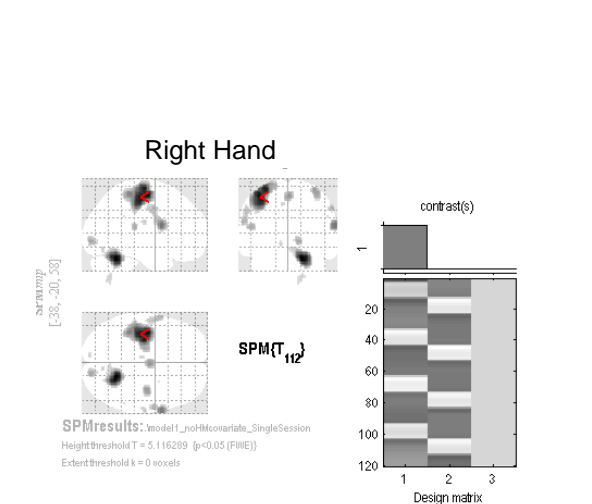 Right Hand
SPMmip
[-38, -20, 58]
SPM{T112}
SPMresults: .\model1_noHMcovariate_SingleSession
Height threshold T = 5.116289 {p<0.05 (FWE)}
Extent threshold k = 0 voxels
contrast(s)
1
20
40
60
80
100
120
1 2 3
Design matrix